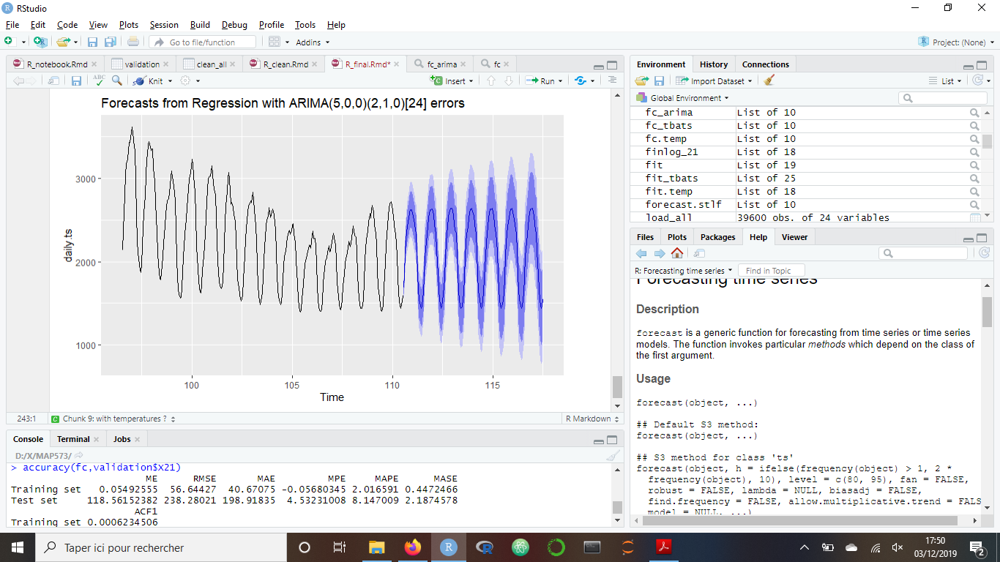 RStudio
File Edit Code View Plots Session Build Debug Profile Tools Help
Go to file/function Addins Project: (None)
R_notebook.Rmd validation clean_all R_clean.Rmd R_final.Rmd* fc_arima fc
ABC Knit Insert Run
Forecasts from Regression with ARIMA(5,0,0)(2,1,0)[24] errors
3000
2000
1000
daily.ts
100 105 110 115
Time
243:1 Chunk 9: with temperatures ? R Markdown
Console Terminal Jobs
D:/X/MAP573/
> accuracy(fc,validation$X21)
ME RMSE MAE MPE MAPE MASE
Training set 0.05492555 56.64427 40.67075 -0.05680345 2.016591 0.4472466
Test set 118.56152382 238.28021 198.91835 4.53231008 8.147009 2.1874578
ACF1
Training set 0.0006234506
Environment History Connections
Import Dataset List
Global Environment
fc_arima List of 10
fc_tbats List of 10
fc.temp List of 10
finlog_21 List of 18
fit List of 19
fit_tbats List of 25
fit.temp List of 18
forecast.stlf List of 10
load_all 39600 obs. of 24 variables
Files Plots Packages Help Viewer
R: Forecasting time series Find in Topic
Forecasting time series
Description
forecast is a generic function for forecasting from time series or time series
models. The function invokes particular methods which depend on the class of
the first argument.
Usage
forecast(object, ...)
## Default S3 method:
forecast(object, ...)
## S3 method for class 'ts'
forecast(object, h = ifelse(frequency(object) > 1, 2 *
frequency(object), 10), level = c(80, 95), fan = FALSE,
robust = FALSE, lambda = NULL, biasadj = FALSE,
find.frequency = FALSE, allow.multiplicative.trend = FALS
model = NULL, ...)
Taper ici pour rechercher
17:50
03/12/2019
2